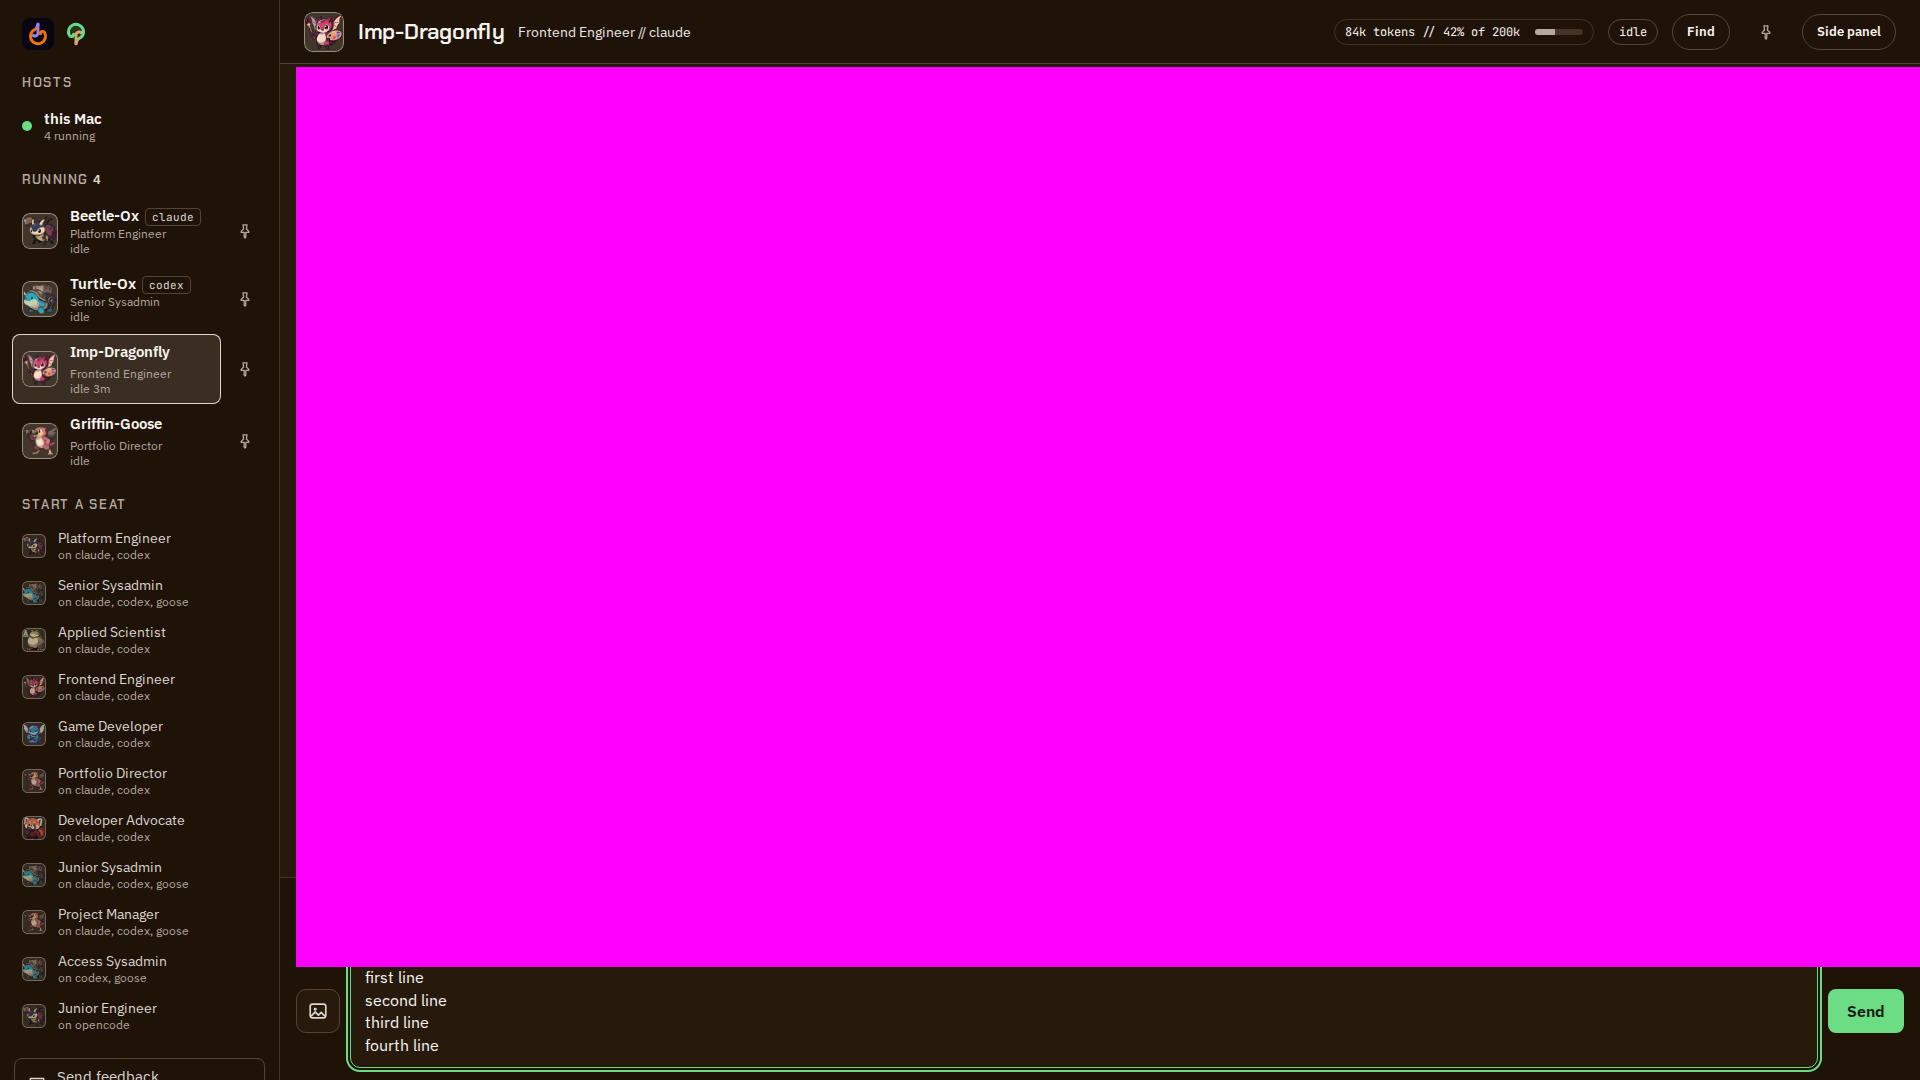 HOSTS
this Mac
4 running
RUNNING 4
Beetle-Ox claude
Platform Engineer
idle
Turtle-Ox codex
Senior Sysadmin
idle
Imp-Dragonfly
Frontend Engineer
idle 3m
Griffin-Goose
Portfolio Director
idle
START A SEAT
Platform Engineer
on claude, codex
Senior Sysadmin
on claude, codex, goose
Applied Scientist
on claude, codex
Frontend Engineer
on claude, codex
Game Developer
on claude, codex
Portfolio Director
on claude, codex
Developer Advocate
on claude, codex
Junior Sysadmin
on claude, codex, goose
Project Manager
on claude, codex, goose
Access Sysadmin
on codex, goose
Junior Engineer
on opencode
Send feedback
Imp-Dragonfly Frontend Engineer // claude
84k tokens // 42% of 200k idle Find Side panel
first line
second line
third line
fourth line
Send